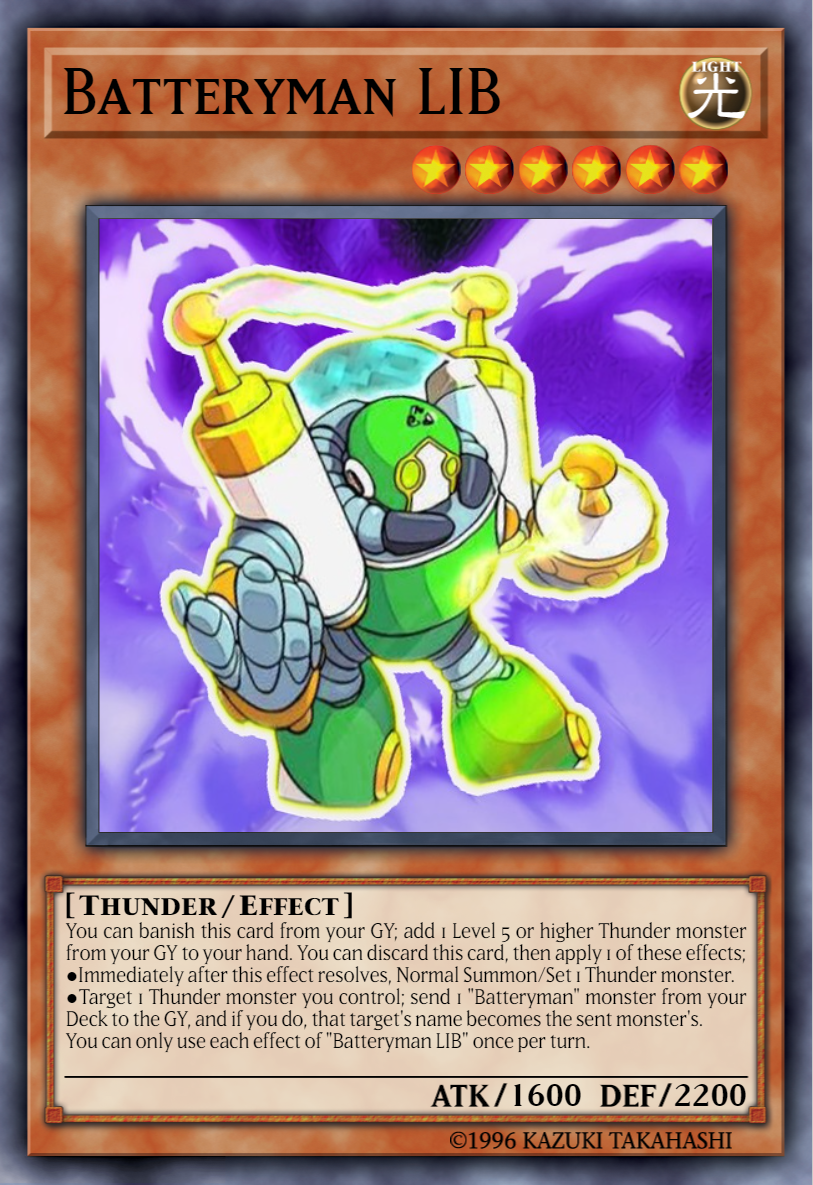 Batteryman LIB
LIGHT
光
[ Thunder / Effect ]
You can banish this card from your GY; add 1 Level 5 or higher Thunder monster
from your GY to your hand. You can discard this card, then apply 1 of these effects;
●Immediately after this effect resolves, Normal Summon/Set 1 Thunder monster.
●Target 1 Thunder monster you control; send 1 "Batteryman" monster from your
Deck to the GY, and if you do, that target's name becomes the sent monster's.
You can only use each effect of "Batteryman LIB" once per turn.
ATK/1600 DEF/2200
©1996 KAZUKI TAKAHASHI